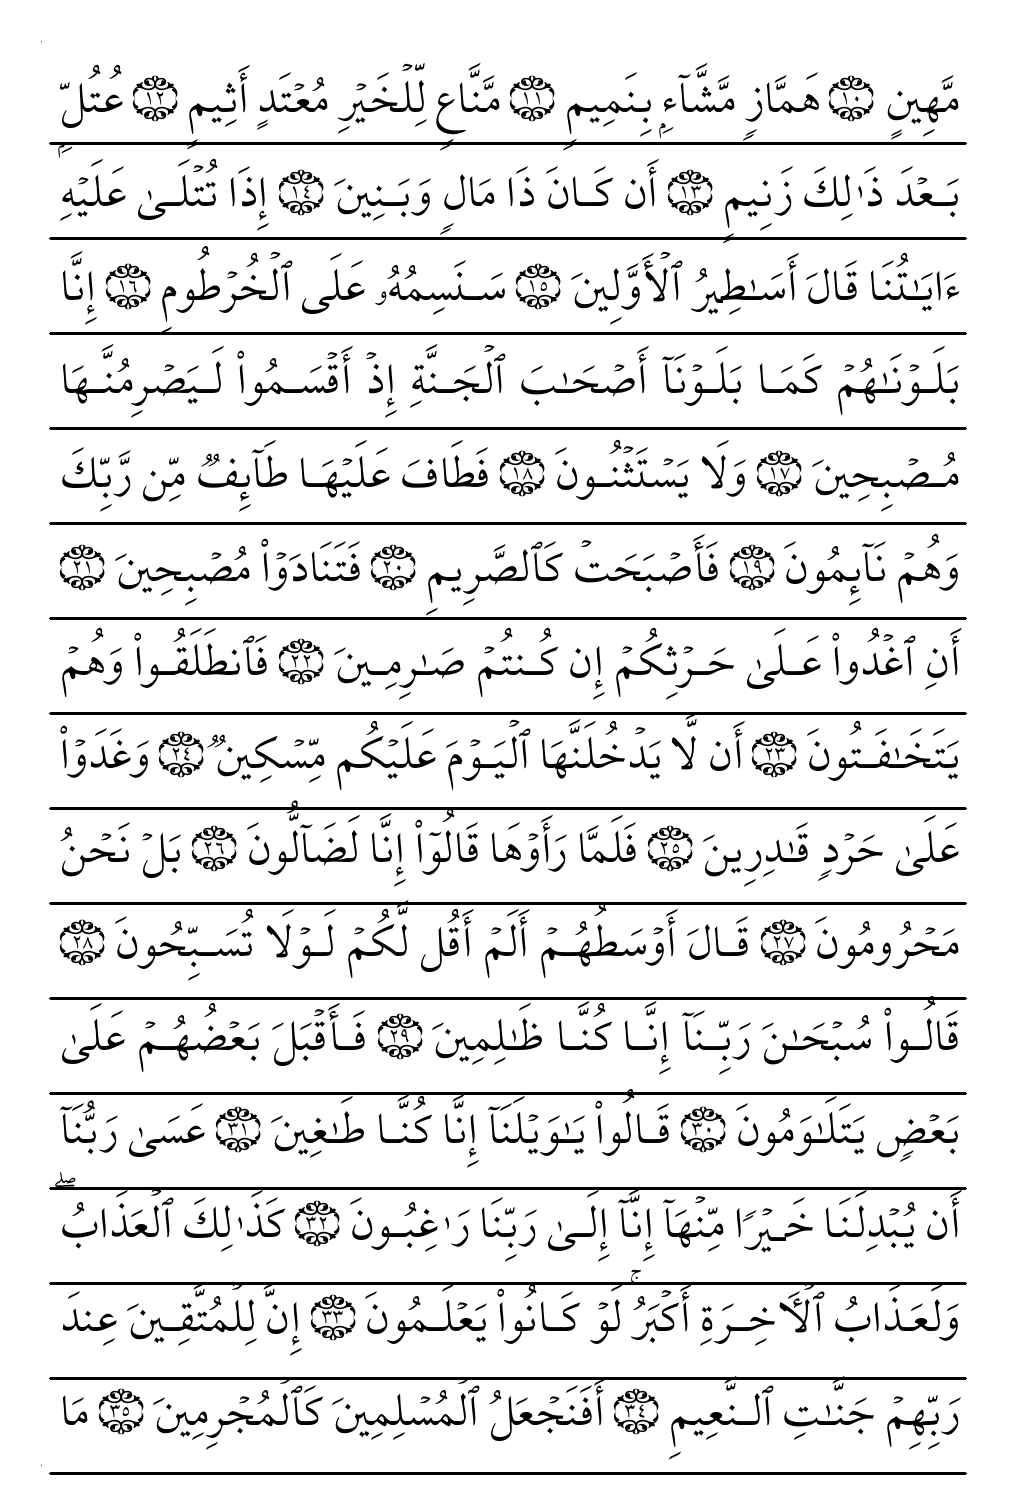 مَّهِينٍ ۝١٠ هَمَّازٖ مَّشَّآءِۭ بِنَمِيمٖ ۝١١ مَّنَّاعٖ لِّلۡخَيۡرِ مُعۡتَدٍ أَثِيمٍ ۝١٢ عُتُلِّۭ
بَعۡدَ ذَٰلِكَ زَنِيمٍ ۝١٣ أَن كَانَ ذَا مَالٖ وَبَنِينَ ۝١٤ إِذَا تُتۡلَىٰ عَلَيۡهِ
ءَايَٰتُنَا قَالَ أَسَٰطِيرُ ٱلۡأَوَّلِينَ ۝١٥ سَنَسِمُهُۥ عَلَى ٱلۡخُرۡطُومِ ۝١٦ إِنَّا
بَلَوۡنَٰهُمۡ كَمَا بَلَوۡنَآ أَصۡحَٰبَ ٱلۡجَنَّةِ إِذۡ أَقۡسَمُواْ لَيَصۡرِمُنَّهَا
مُصۡبِحِينَ ۝١٧ وَلَا يَسۡتَثۡنُونَ ۝١٨ فَطَافَ عَلَيۡهَا طَآئِفٞ مِّن رَّبِّكَ
وَهُمۡ نَآئِمُونَ ۝١٩ فَأَصۡبَحَتۡ كَٱلصَّرِيمِ ۝٢٠ فَتَنَادَوۡاْ مُصۡبِحِينَ ۝٢١
أَنِ ٱغۡدُواْ عَلَىٰ حَرۡثِكُمۡ إِن كُنتُمۡ صَٰرِمِينَ ۝٢٢ فَٱنطَلَقُواْ وَهُمۡ
يَتَخَٰفَتُونَ ۝٢٣ أَن لَّا يَدۡخُلَنَّهَا ٱلۡيَوۡمَ عَلَيۡكُم مِّسۡكِينٞ ۝٢٤ وَغَدَوۡاْ
عَلَىٰ حَرۡدٖ قَٰدِرِينَ ۝٢٥ فَلَمَّا رَأَوۡهَا قَالُوٓاْ إِنَّا لَضَآلُّونَ ۝٢٦ بَلۡ نَحۡنُ
مَحۡرُومُونَ ۝٢٧ قَالَ أَوۡسَطُهُمۡ أَلَمۡ أَقُل لَّكُمۡ لَوۡلَا تُسَبِّحُونَ ۝٢٨
قَالُواْ سُبۡحَٰنَ رَبِّنَآ إِنَّا كُنَّا ظَٰلِمِينَ ۝٢٩ فَأَقۡبَلَ بَعۡضُهُمۡ عَلَىٰ
بَعۡضٖ يَتَلَٰوَمُونَ ۝٣٠ قَالُواْ يَٰوَيۡلَنَآ إِنَّا كُنَّا طَٰغِينَ ۝٣١ عَسَىٰ رَبُّنَآ
أَن يُبۡدِلَنَا خَيۡرٗا مِّنۡهَآ إِنَّآ إِلَىٰ رَبِّنَا رَٰغِبُونَ ۝٣٢ كَذَٰلِكَ ٱلۡعَذَابُۖ
وَلَعَذَابُ ٱلۡأٓخِرَةِ أَكۡبَرُۚ لَوۡ كَانُواْ يَعۡلَمُونَ ۝٣٣ إِنَّ لِلۡمُتَّقِينَ عِندَ
رَبِّهِمۡ جَنَّٰتِ ٱلنَّعِيمِ ۝٣٤ أَفَنَجۡعَلُ ٱلۡمُسۡلِمِينَ كَٱلۡمُجۡرِمِينَ ۝٣٥ مَا